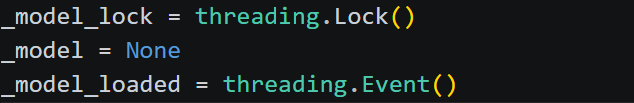 _model_lock = threading.Lock()
_model = None
_model_loaded = threading.Event()